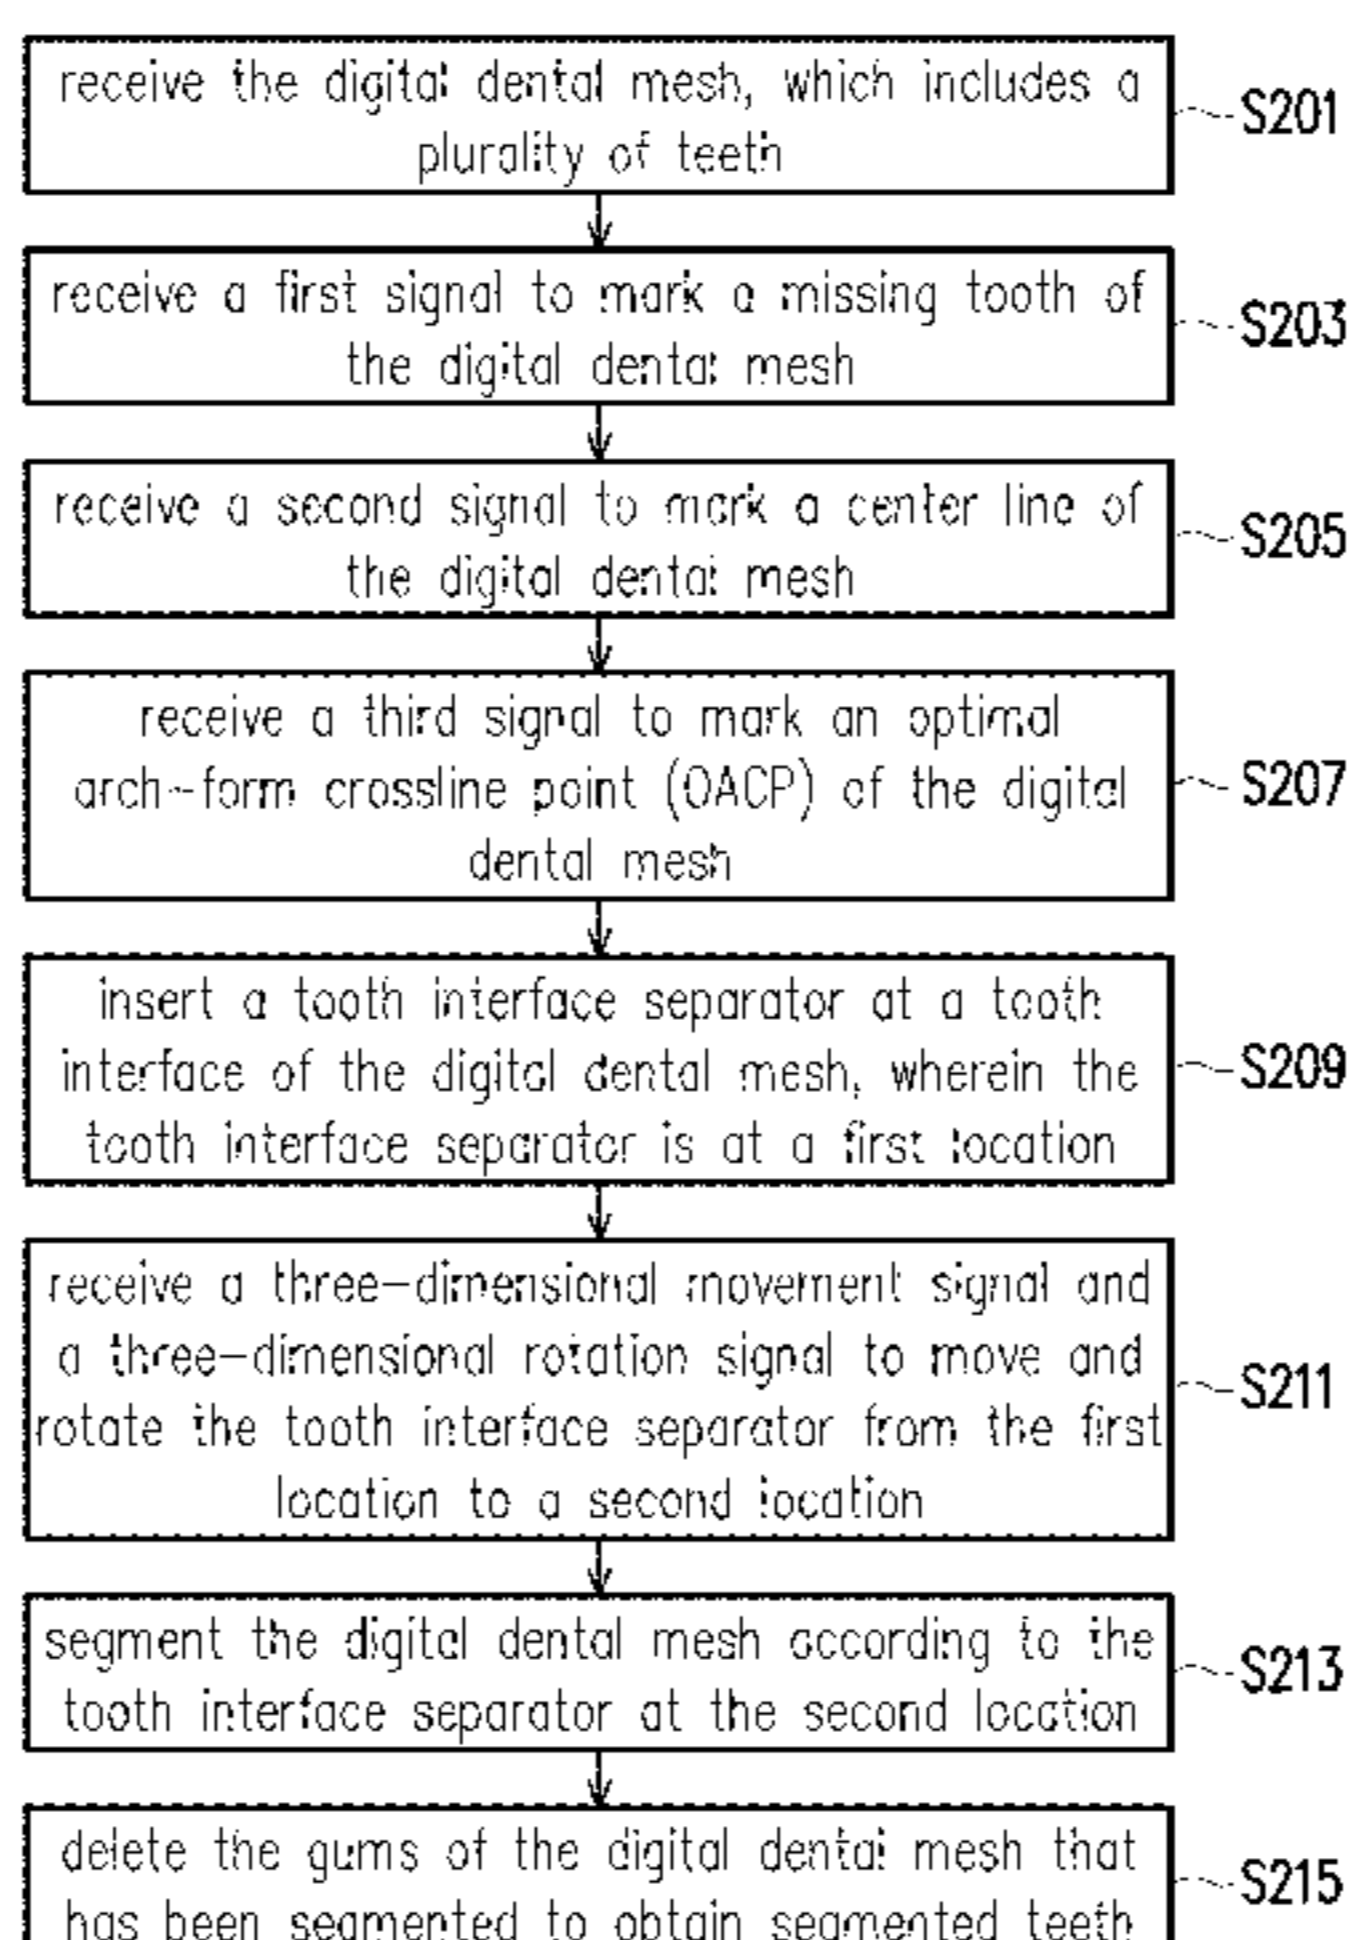 receive the digital dental mesh, which includes a
plurality of teeth
S201
receive a first signal to mark a missing tooth of
the digital dental mesh
S203
receive a second signal to mark a center line of
the digital dental mesh
S205
receive a third signal to mark an optimal
arch-form crossline point (OACP) of the digital
dental mesh
S207
insert a tooth interface separator at a tooth
interface of the digital dental mesh, wherein the
tooth interface separator is at a first location
S209
receive a three-dimensional movement signal and
a three-dimensional rotation signal to move and
rotate the tooth interface separator from the first
location to a second location
S211
segment the digital dental mesh according to the
tooth interface separator at the second location
S213
delete the gums of the digital dental mesh that
has been segmented to obtain segmented teeth
S215